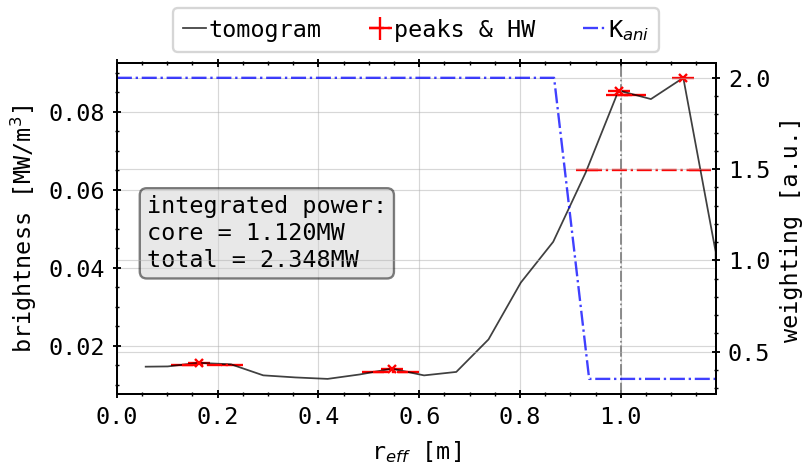 tomogram peaks & HW K_ani
brightness [MW/m³]
0.08
0.06
0.04
0.02
integrated power:
core = 1.120MW
total = 2.348MW
2.0
1.5
1.0
0.5
weighting [a.u.]
0.0 0.2 0.4 0.6 0.8 1.0
r_eff [m]